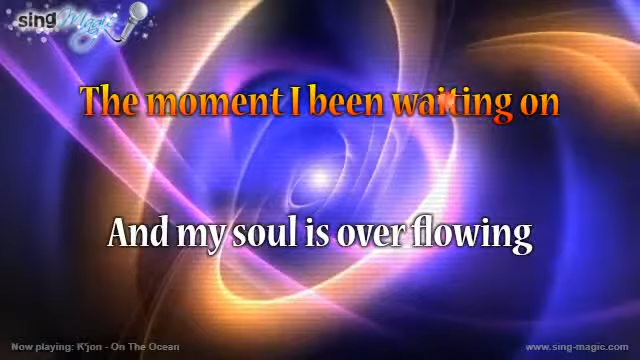 sing Magic
The moment I been waiting on
And my soul is over flowing
Now playing: K'jon - On The Ocean
www.sing-magic.com